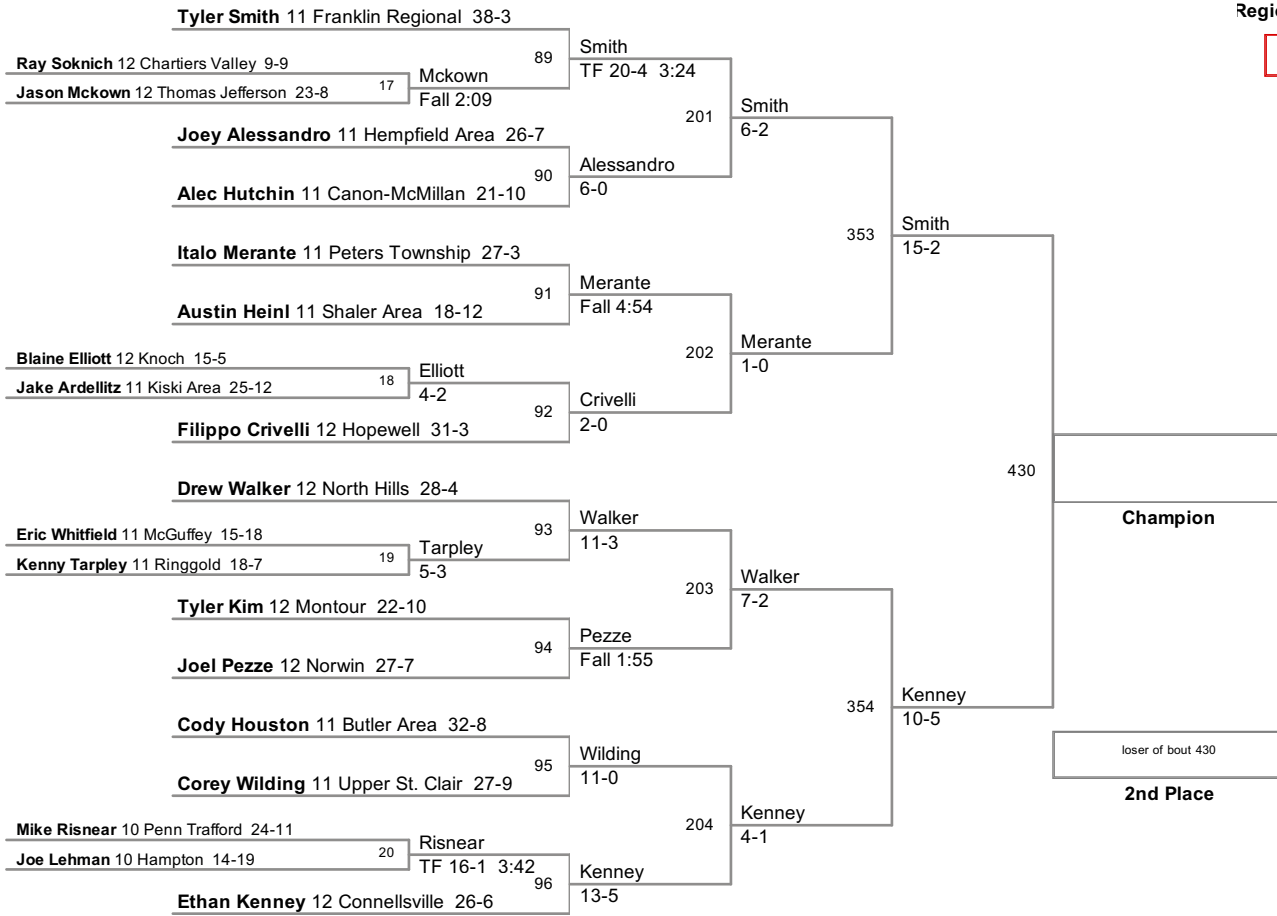 Regio
Tyler Smith 11 Franklin Regional 38-3
89
Smith
TF 20-4 3:24
Ray Soknich 12 Chartiers Valley 9-9
17
Mckown
Fall 2:09
Jason Mckown 12 Thomas Jefferson 23-8
201
Smith
6-2
Joey Alessandro 11 Hempfield Area 26-7
90
Alessandro
6-0
Alec Hutchin 11 Canon-McMillan 21-10
353
Smith
15-2
Italo Merante 11 Peters Township 27-3
91
Merante
Fall 4:54
Austin Heinl 11 Shaler Area 18-12
202
Merante
1-0
Blaine Elliott 12 Knoch 15-5
18
Elliott
4-2
Jake Ardellitz 11 Kiski Area 25-12
92
Crivelli
2-0
Filippo Crivelli 12 Hopewell 31-3
430
Champion
Drew Walker 12 North Hills 28-4
93
Walker
11-3
Eric Whitfield 11 McGuffey 15-18
19
Tarpley
5-3
Kenny Tarpley 11 Ringgold 18-7
203
Walker
7-2
Tyler Kim 12 Montour 22-10
94
Pezze
Fall 1:55
Joel Pezze 12 Norwin 27-7
354
Kenney
10-5
Cody Houston 11 Butler Area 32-8
95
Wilding
11-0
Corey Wilding 11 Upper St. Clair 27-9
loser of bout 430
2nd Place
204
Kenney
4-1
Mike Risnear 10 Penn Trafford 24-11
20
Risnear
TF 16-1 3:42
Joe Lehman 10 Hampton 14-19
96
Kenney
13-5
Ethan Kenney 12 Connellsville 26-6